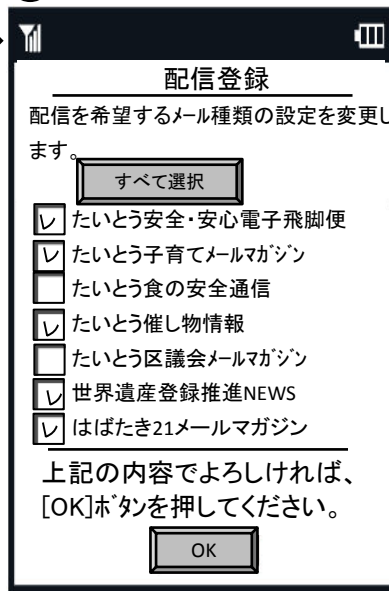 配信登録
配信を希望するメール種類の設定を変更し
ます。
すべて選択
たいとう安全・安心電子飛脚便
たいとう子育てメールマガジン
たいとう食の安全通信
たいとう催し物情報
たいとう区議会メールマガジン
世界遺産登録推進NEWS
はばたき21メールマガジン
上記の内容でよろしければ、
[OK]ボタンを押してください。
OK